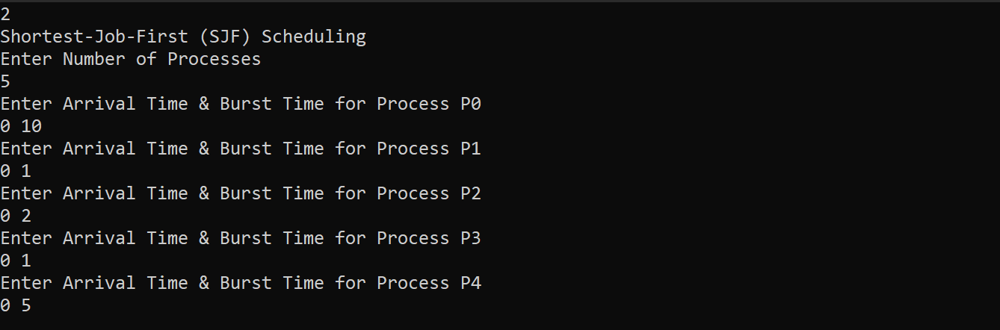 2
Shortest-Job-First (SJF) Scheduling
Enter Number of Processes
5
Enter Arrival Time & Burst Time for Process P0
0 10
Enter Arrival Time & Burst Time for Process P1
0 1
Enter Arrival Time & Burst Time for Process P2
0 2
Enter Arrival Time & Burst Time for Process P3
0 1
Enter Arrival Time & Burst Time for Process P4
0 5